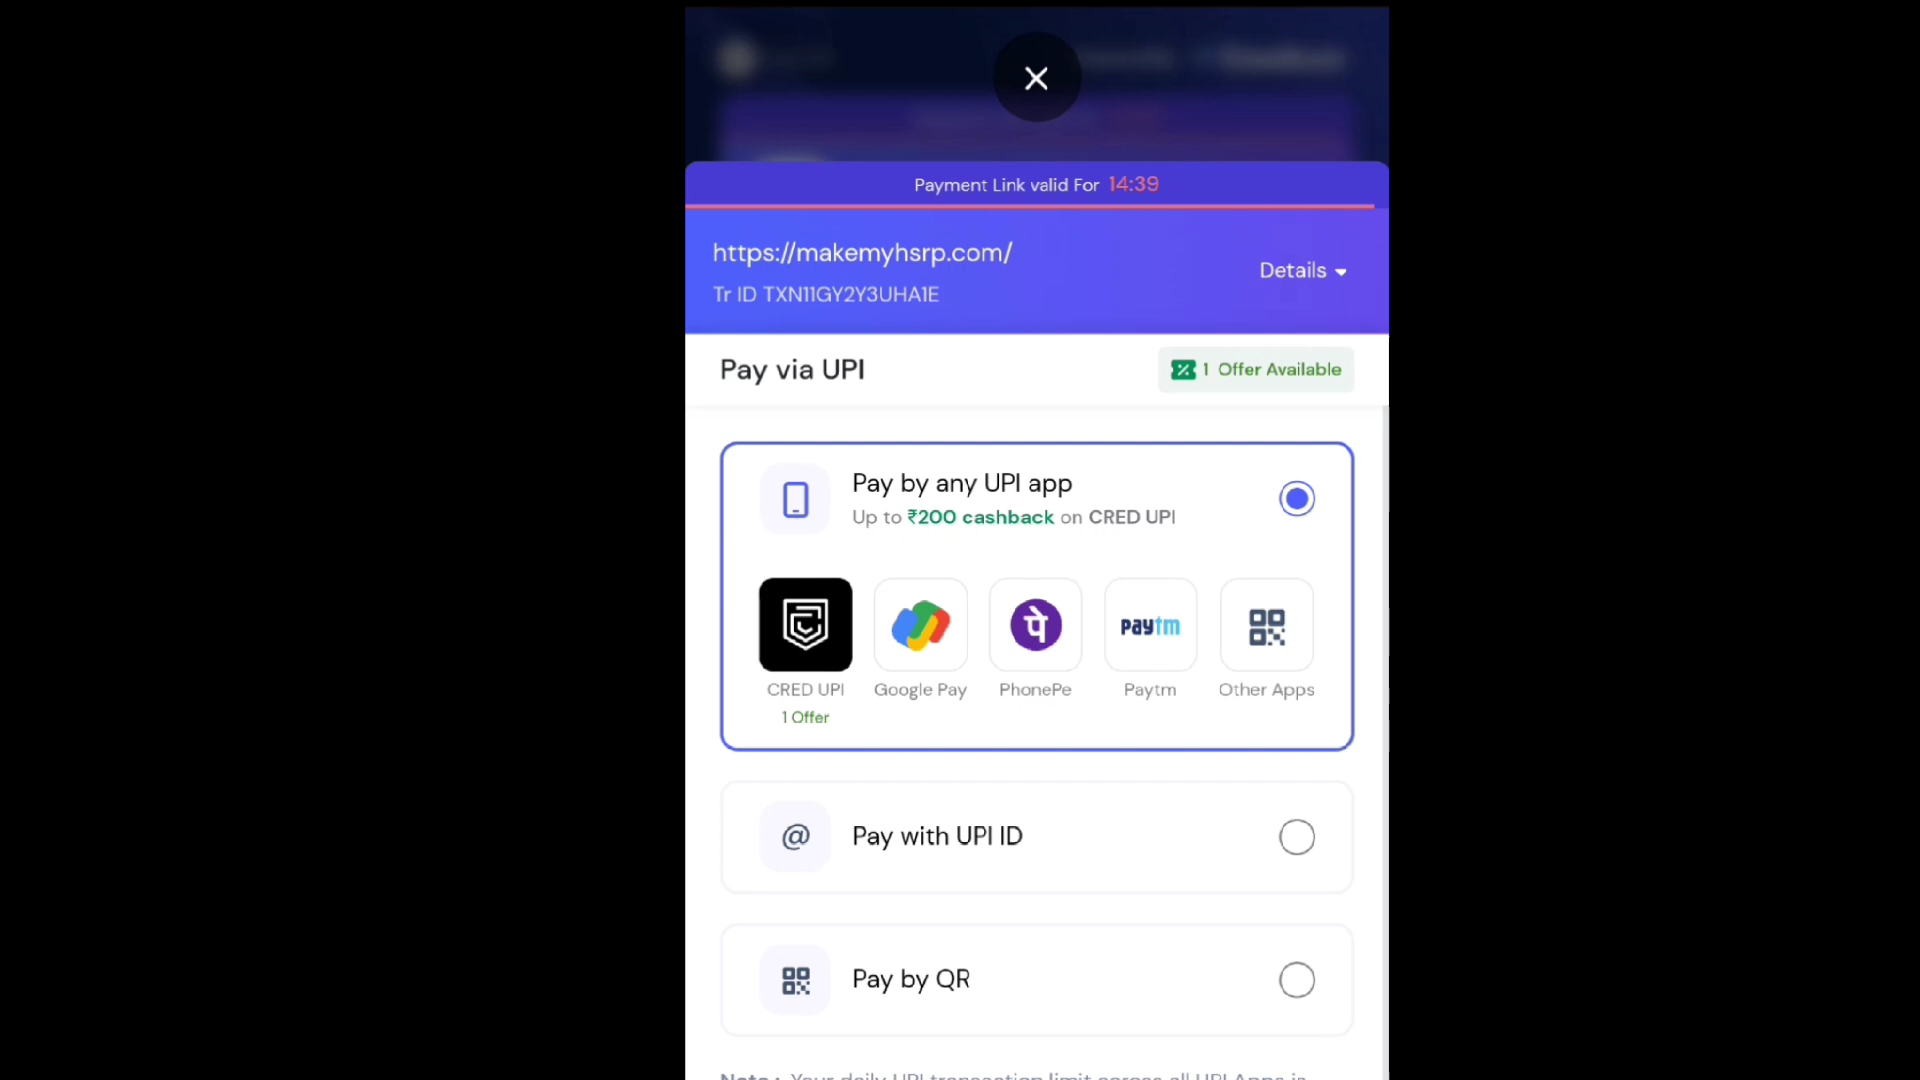 Payment Link valid For 14:39
https://makemyhsrp.com/
Tr ID TXN11GY2Y3UHA1E
Details
Pay via UPI
1 Offer Available
Pay by any UPI app
Up to ₹200 cashback on CRED UPI
पे
paytm
CRED UPI
Google Pay
PhonePe
Paytm
Other Apps
1 Offer
@
Pay with UPI ID
Pay by QR
Note : Your daily UPI transaction limit across all UPI Apps is